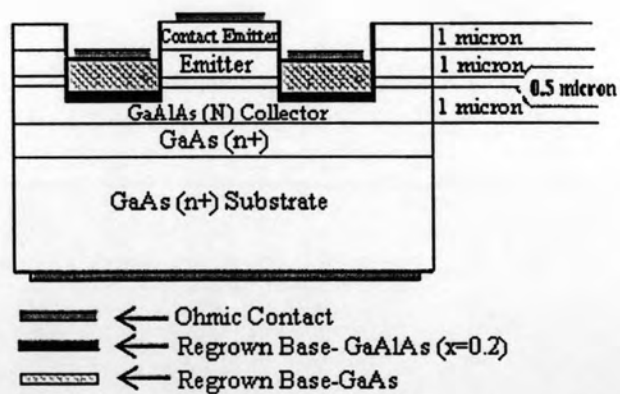 Contact Emitter
1 micron
Emitter
1 micron
0.5 micron
GaAlAs (N) Collector
1 micron
GaAs (n+)
GaAs (n+) Substrate
Ohmic Contact
Regrown Base- GaAlAs (x=0.2)
Regrown Base-GaAs